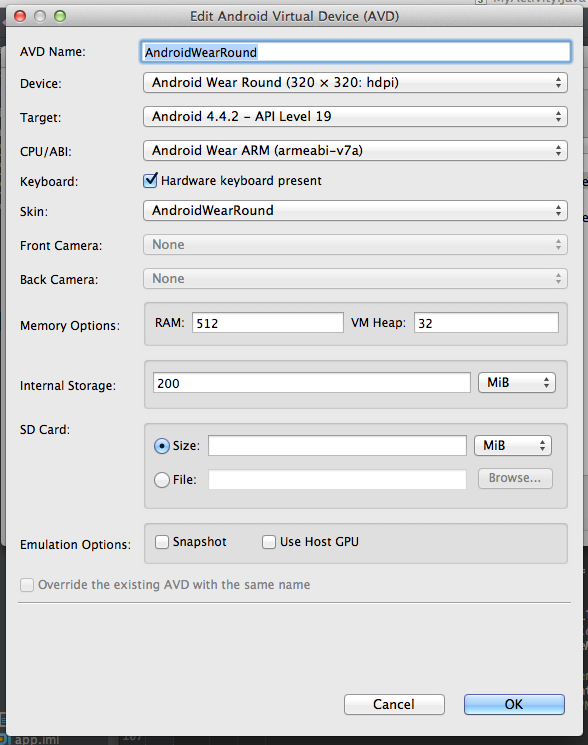 MyActivity1.java
Edit Android Virtual Device (AVD)
AVD Name: AndroidWearRound
Device: Android Wear Round (320 × 320: hdpi)
Target: Android 4.4.2 – API Level 19
CPU/ABI: Android Wear ARM (armeabi-v7a)
Keyboard: Hardware keyboard present
Skin: AndroidWearRound
Front Camera: None
Back Camera: None
Memory Options: RAM: 512 VM Heap: 32
Internal Storage: 200 MiB
SD Card:
Size: MiB
File: Browse...
Emulation Options: Snapshot Use Host GPU
Override the existing AVD with the same name
Cancel OK
app.iml